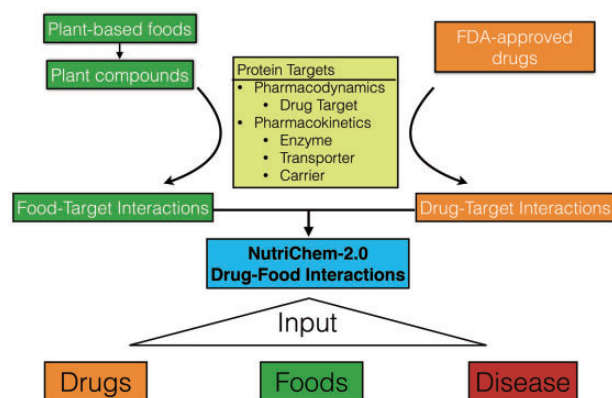 Plant-based foods
Plant compounds
FDA-approved
drugs
Protein Targets
• Pharmacodynamics
• Drug Target
• Pharmacokinetics
• Enzyme
• Transporter
• Carrier
Food-Target Interactions
Drug-Target Interactions
NutriChem-2.0
Drug-Food Interactions
Input
Drugs
Foods
Disease